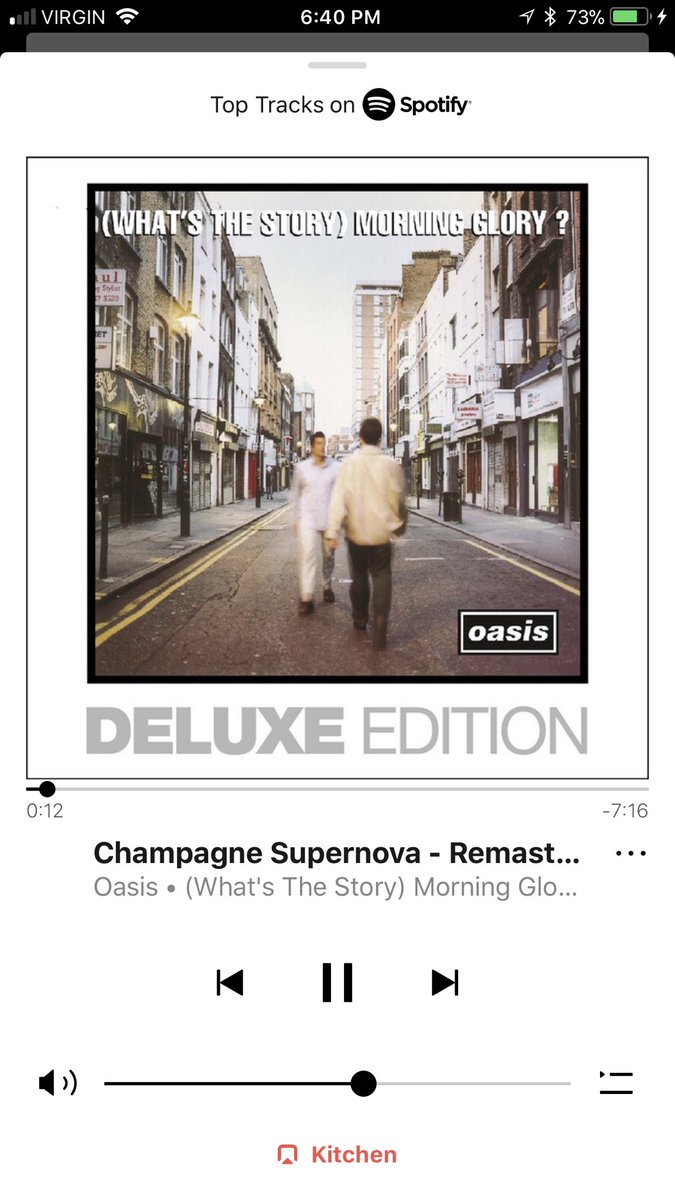 VIRGIN 6:40 PM 73%
Top Tracks on Spotify
(WHAT'S THE STORY) MORNING GLORY ?
oasis
DELUXE EDITION
0:12 -7:16
Champagne Supernova - Remast...
Oasis • (What's The Story) Morning Glo...
Kitchen